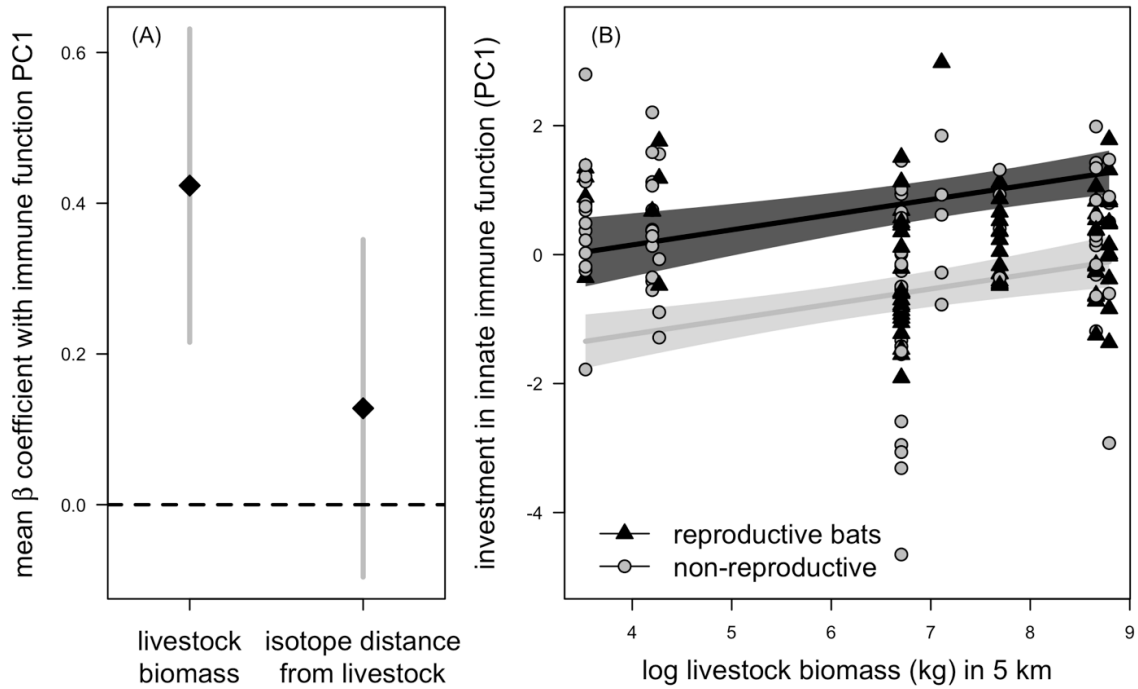 mean β coefficient with immune function PC1
(A)
0.6
0.4
0.2
0.0
livestock
biomass
isotope distance
from livestock
investment in innate immune function (PC1)
(B)
2
0
-2
-4
reproductive bats
non-reproductive
4 5 6 7 8 9
log livestock biomass (kg) in 5 km